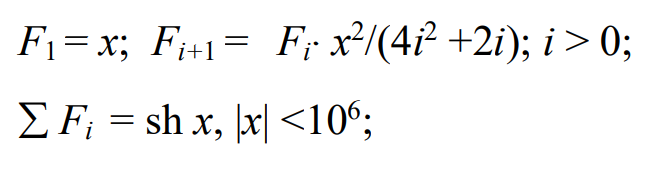 F₁ = x; Fᵢ₊₁ = Fᵢ· x²/(4i² +2i); i > 0;
∑ Fᵢ = sh x, |x| <10⁶;